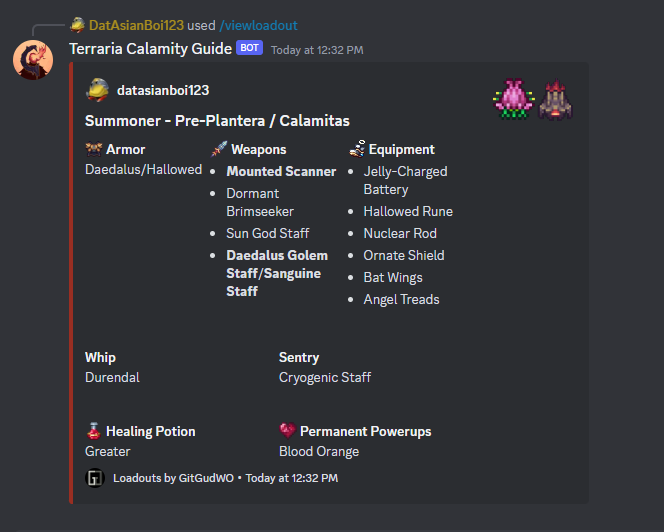 DatAsianBoi123 used /viewloadout
Terraria Calamity Guide BOT Today at 12:32 PM
datasianboi123
Summoner - Pre-Plantera / Calamitas
Armor
Daedalus/Hallowed
Weapons
Mounted Scanner
Dormant
Brimseeker
Sun God Staff
Daedalus Golem
Staff/Sanguine
Staff
Equipment
Jelly-Charged
Battery
Hallowed Rune
Nuclear Rod
Ornate Shield
Bat Wings
Angel Treads
Whip
Durendal
Sentry
Cryogenic Staff
Healing Potion
Greater
Permanent Powerups
Blood Orange
Loadouts by GitGudWO • Today at 12:32 PM